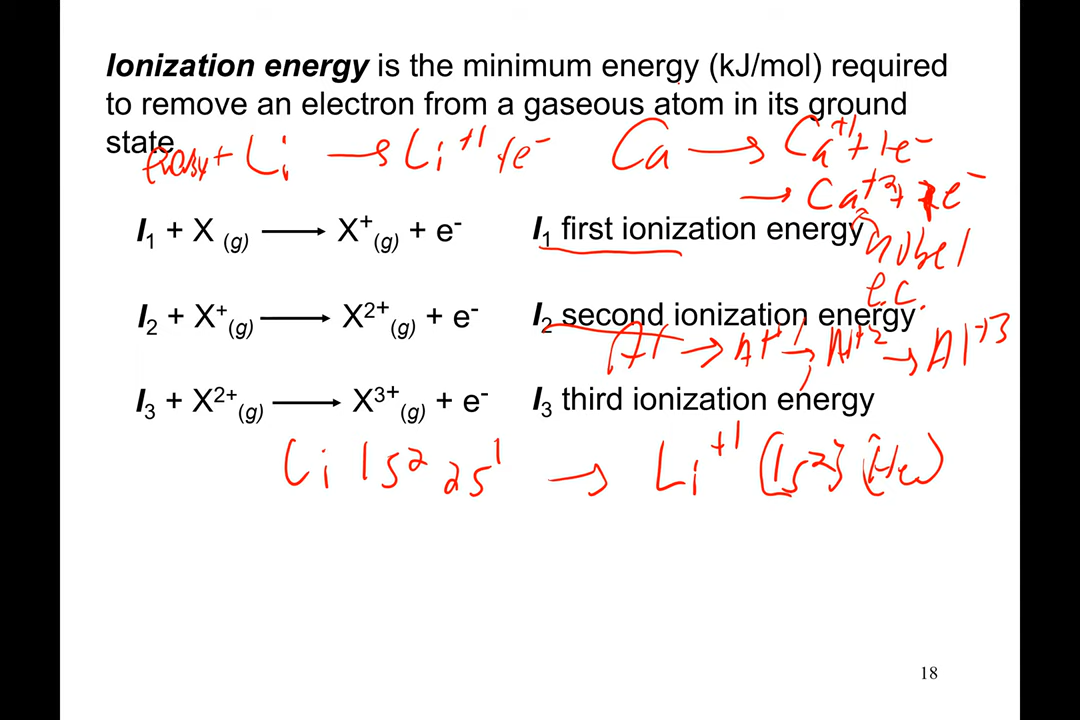 Ionization energy is the minimum energy (kJ/mol) required
to remove an electron from a gaseous atom in its ground
state.
Energy + Li → Li+1 + e-
Ca → Ca+1 + 1e-
→ Ca+2 + 1e-
I1 + X (g) → X+(g) + e- I1 first ionization energy
nobel
e.c.
I2 + X+(g) → X2+(g) + e- I2 second ionization energy
Al → Al+1 → Al+2 → Al+3
I3 + X2+(g) → X3+(g) + e- I3 third ionization energy
Li 1s2 2s1 → Li+1 [1s2] [He]
18